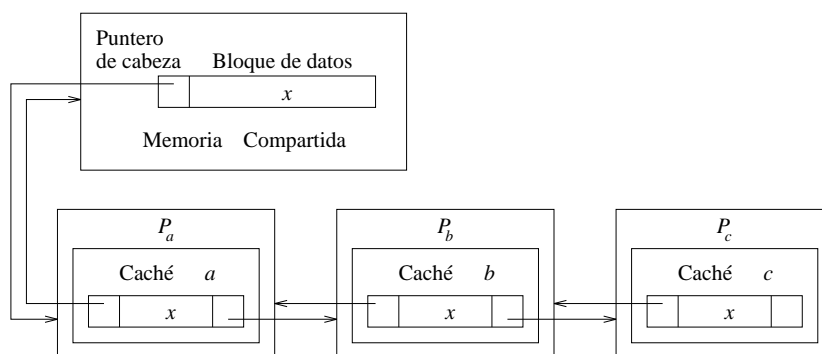 Puntero
de cabeza
Bloque de datos
x
Memoria Compartida
P_a
P_b
P_c
Caché a
Caché b
Caché c
x
x
x